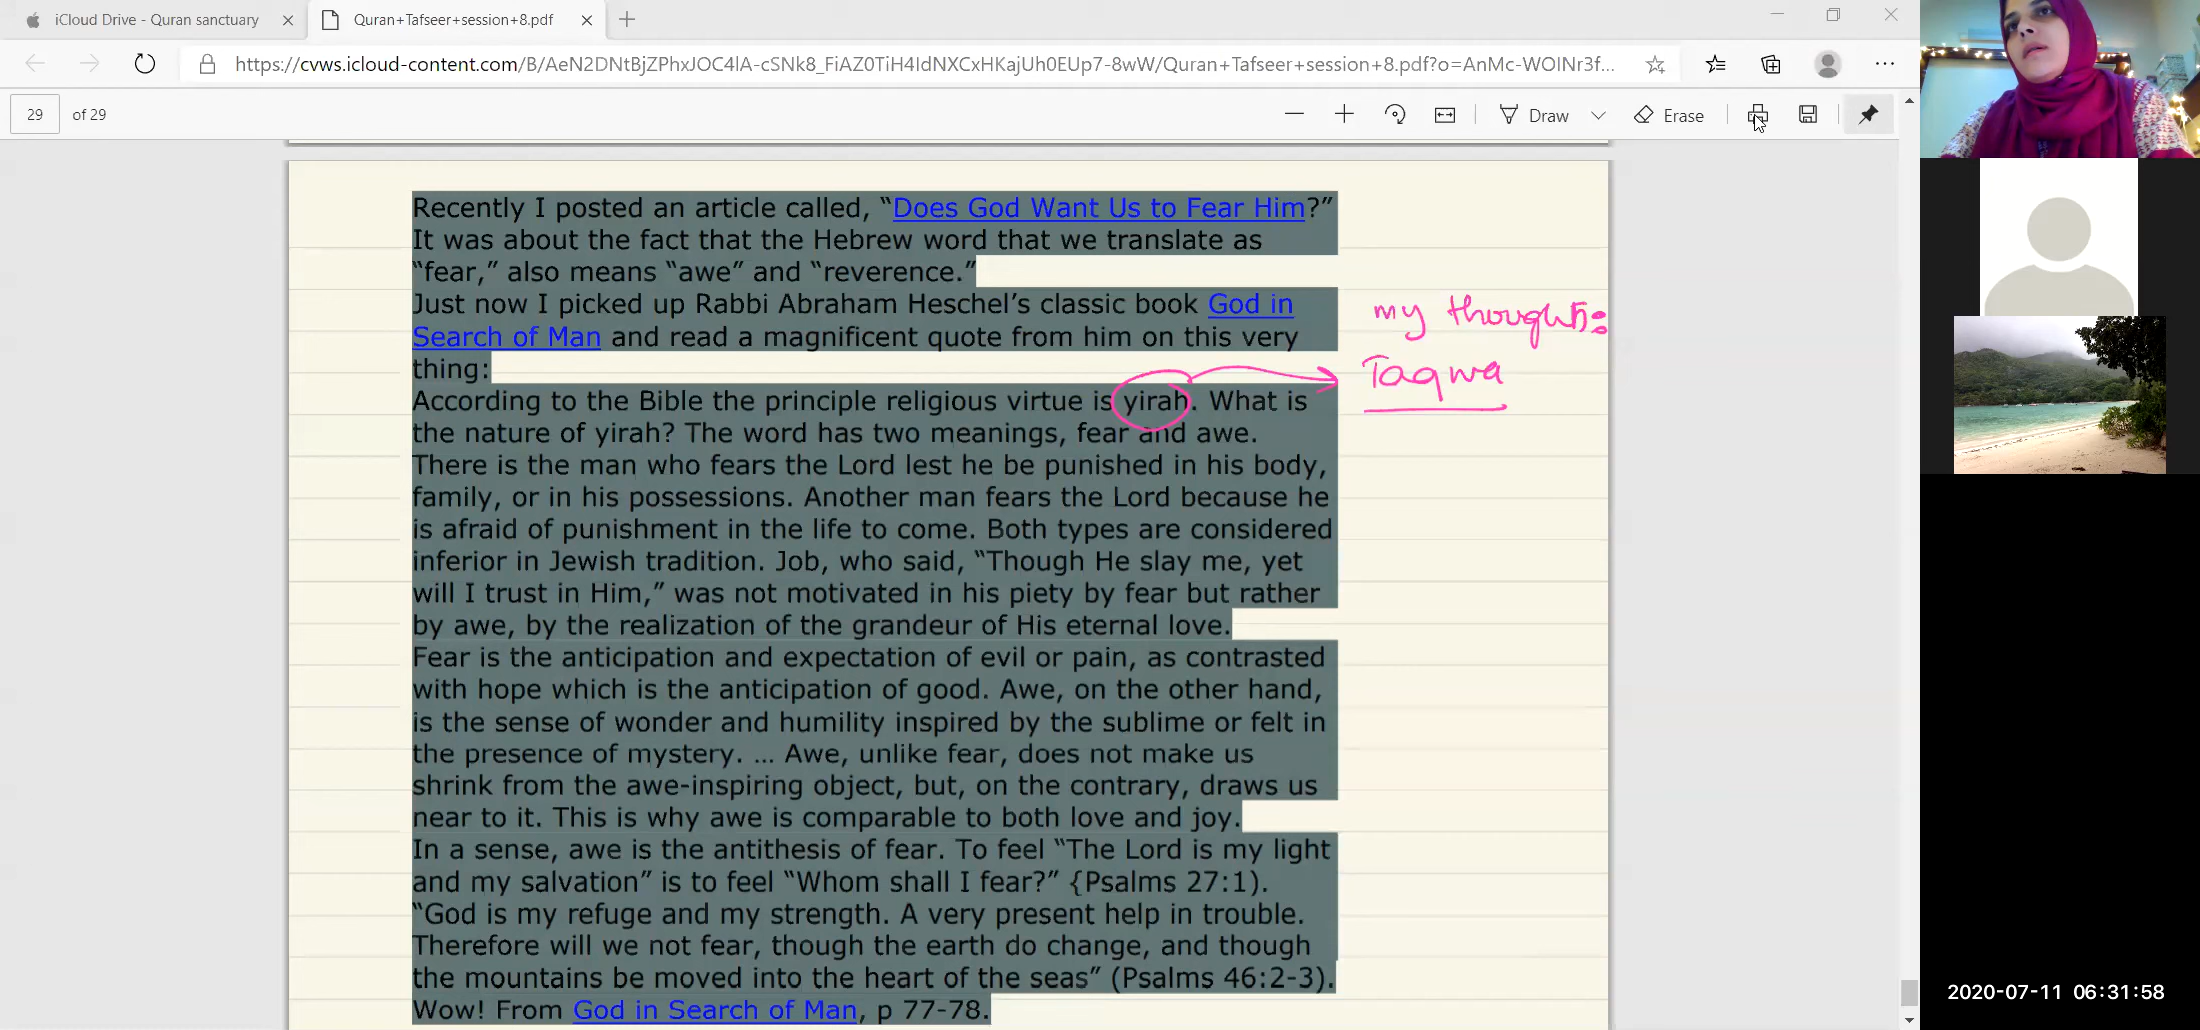 iCloud Drive - Quran sanctuary
Quran+Tafseer+session+8.pdf
https://cvws.icloud-content.com/B/AeN2DNtBjZPhxJOC4lA-cSNk8_FiAZ0TiH4IdNXCxHKajUh0EUp7-8wW/Quran+Tafseer+session+8.pdf?o=AnMc-WOlNr3f...
29 of 29
Draw
Erase
Recently I posted an article called, “Does God Want Us to Fear Him?”
It was about the fact that the Hebrew word that we translate as
“fear,” also means “awe” and “reverence.”
Just now I picked up Rabbi Abraham Heschel’s classic book God in
Search of Man and read a magnificent quote from him on this very
thing:
my thoughts:
Taqwa
According to the Bible the principle religious virtue is yirah. What is
the nature of yirah? The word has two meanings, fear and awe.
There is the man who fears the Lord lest he be punished in his body,
family, or in his possessions. Another man fears the Lord because he
is afraid of punishment in the life to come. Both types are considered
inferior in Jewish tradition. Job, who said, “Though He slay me, yet
will I trust in Him,” was not motivated in his piety by fear but rather
by awe, by the realization of the grandeur of His eternal love.
Fear is the anticipation and expectation of evil or pain, as contrasted
with hope which is the anticipation of good. Awe, on the other hand,
is the sense of wonder and humility inspired by the sublime or felt in
the presence of mystery. ... Awe, unlike fear, does not make us
shrink from the awe-inspiring object, but, on the contrary, draws us
near to it. This is why awe is comparable to both love and joy.
In a sense, awe is the antithesis of fear. To feel “The Lord is my light
and my salvation” is to feel “Whom shall I fear?” {Psalms 27:1).
“God is my refuge and my strength. A very present help in trouble.
Therefore will we not fear, though the earth do change, and though
the mountains be moved into the heart of the seas” (Psalms 46:2-3).
Wow! From God in Search of Man, p 77-78.
2020-07-11 06:31:58